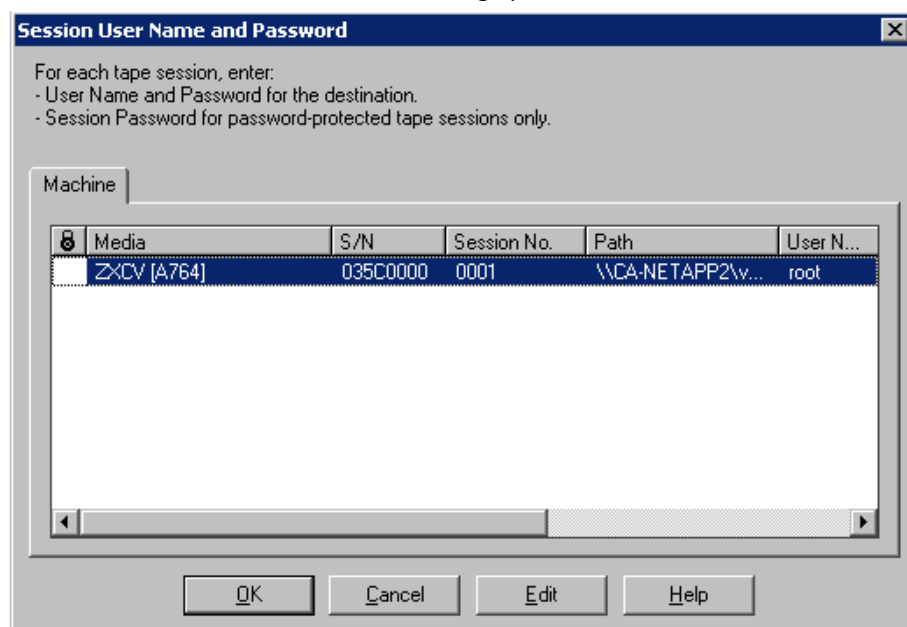 Session User Name and Password
For each tape session, enter:
- User Name and Password for the destination.
- Session Password for password-protected tape sessions only.
Machine
Media S/N Session No. Path User N...
ZXCV [A764] 035C0000 0001 \\CA-NETAPP2\v... root
OK Cancel Edit Help